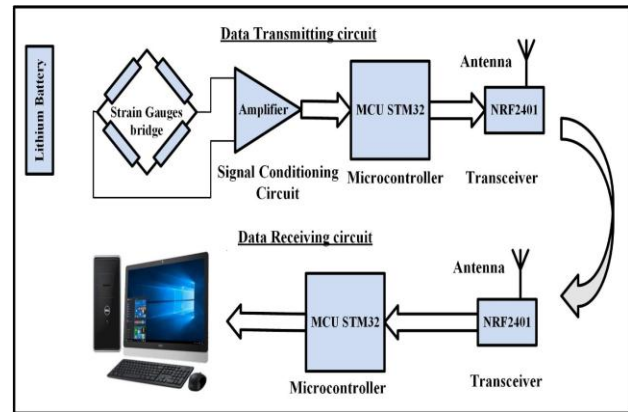 Data Transmitting circuit
Lithium Battery
Strain Gauges
bridge
Amplifier
Signal Conditioning
Circuit
MCU STM32
Microcontroller
Antenna
NRF2401
Transceiver
Data Receiving circuit
MCU STM32
Microcontroller
Antenna
NRF2401
Transceiver